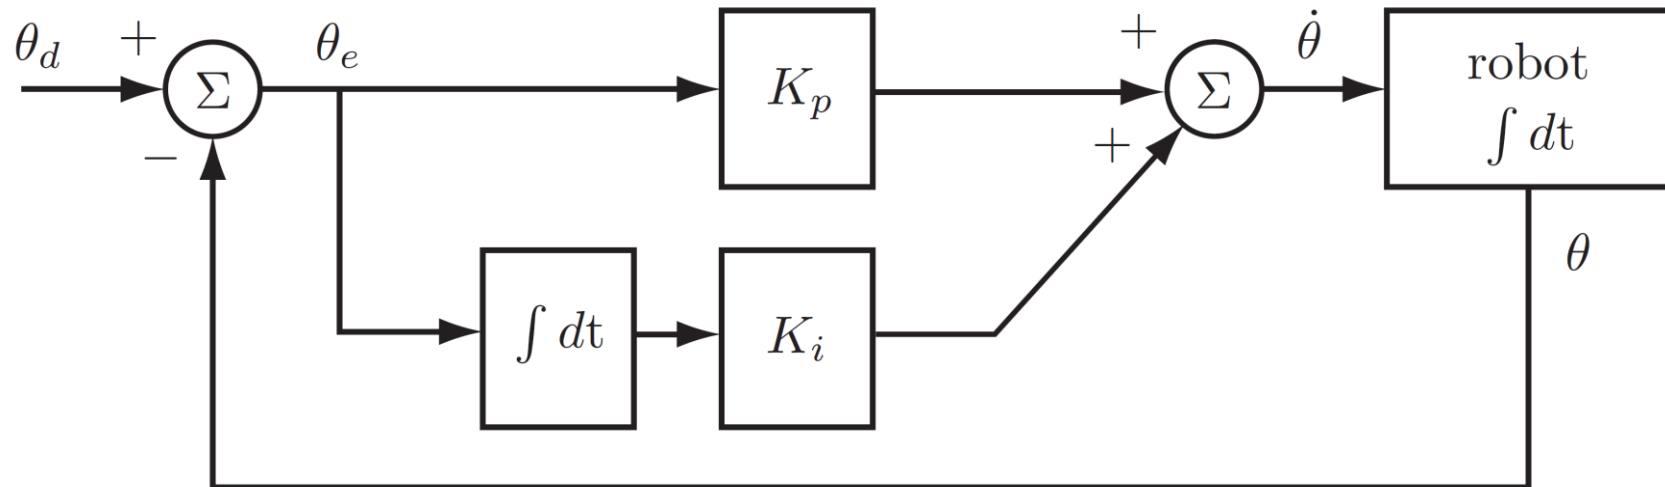 θ_d
+
−
Σ
θ_e
K_p
∫ dt
K_i
+
+
Σ
θ̇
robot
∫ dt
θ